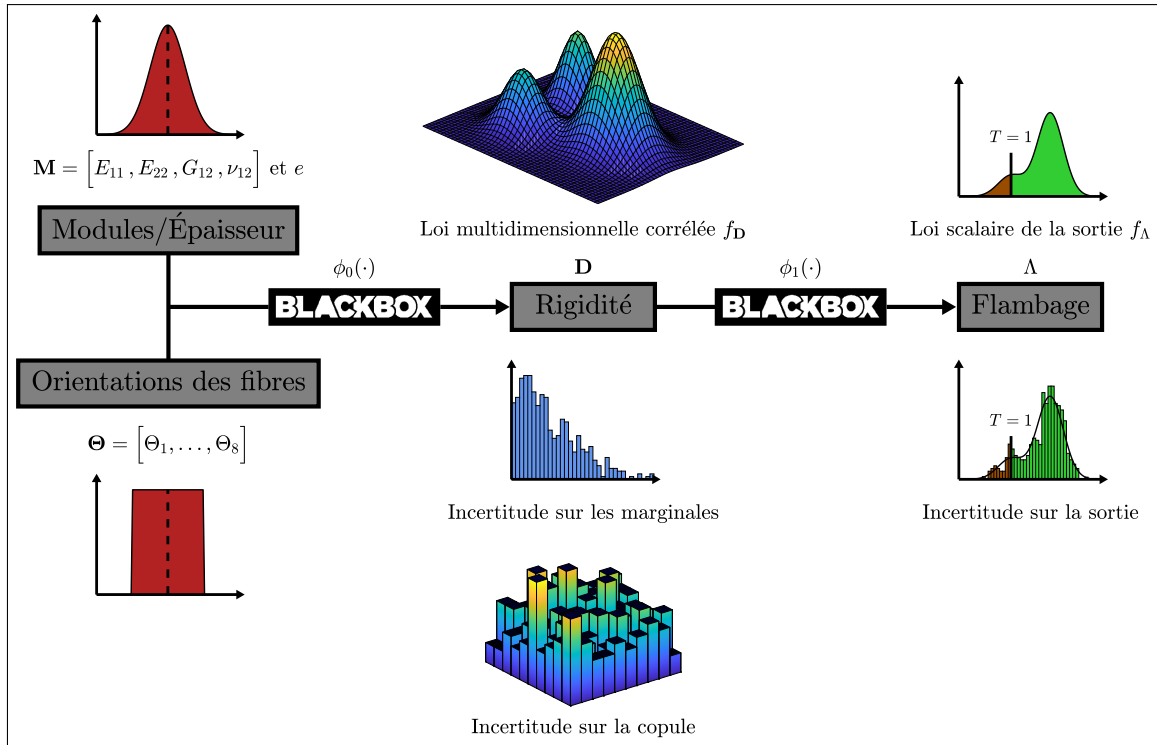 M = [E11 , E22 , G12 , ν12] et e
Modules/Épaisseur
Loi multidimensionnelle corrélée fD
T = 1
Loi scalaire de la sortie fΛ
ϕ0(·)
D
ϕ1(·)
Λ
BLACKBOX
Rigidité
BLACKBOX
Flambage
Orientations des fibres
Θ = [Θ1, . . . , Θ8]
T = 1
Incertitude sur les marginales
Incertitude sur la sortie
Incertitude sur la copule